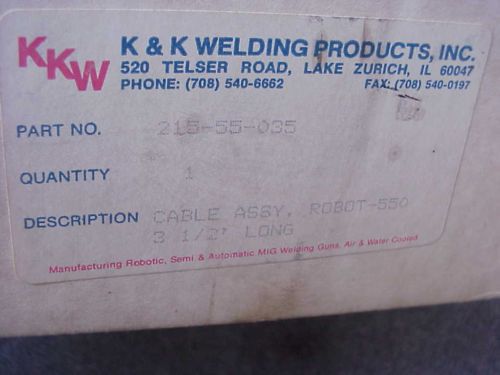 KKW
K & K WELDING PRODUCTS, INC.
520 TELSER ROAD, LAKE ZURICH, IL 60047
PHONE: (708) 540-6662 FAX: (708) 540-0197
PART NO. 215-55-035
QUANTITY 1
DESCRIPTION CABLE ASSY, ROBOT-550
3 1/2' LONG
Manufacturing Robotic, Semi & Automatic MIG Welding Guns, Air & Water Cooled